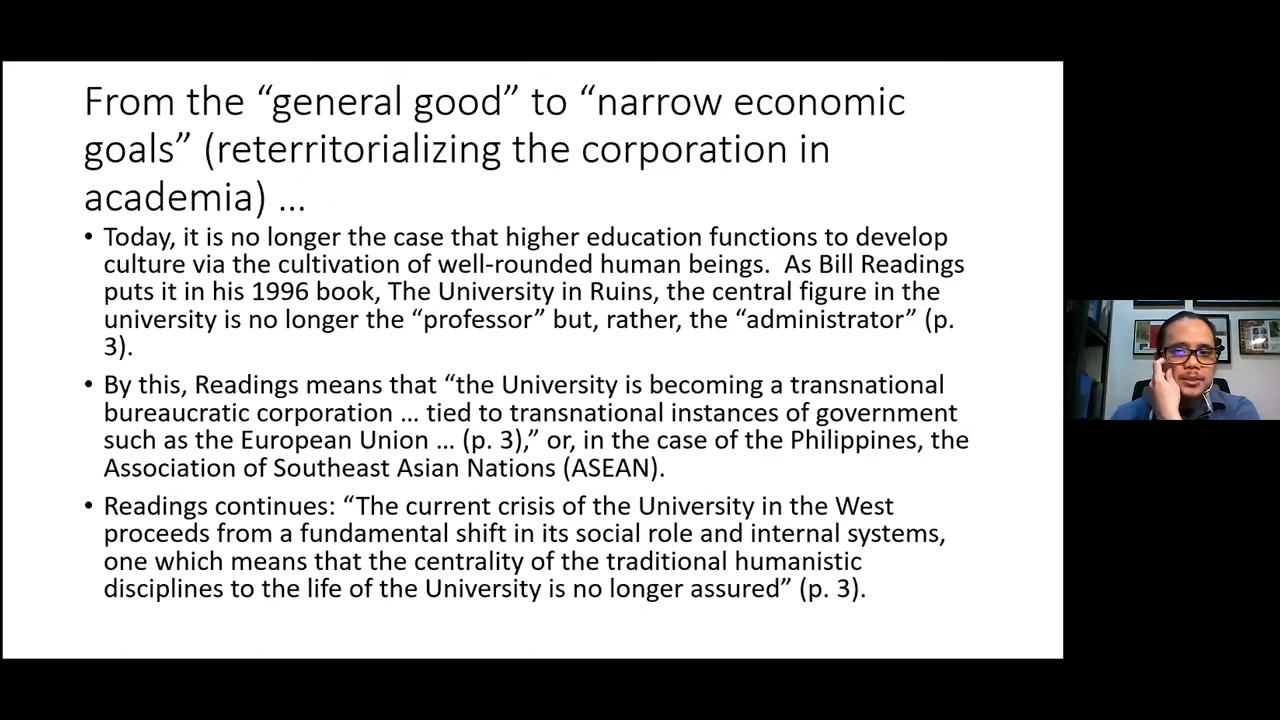 From the “general good” to “narrow economic
goals” (reterritorializing the corporation in
academia) ...
• Today, it is no longer the case that higher education functions to develop
culture via the cultivation of well-rounded human beings.  As Bill Readings
puts it in his 1996 book, The University in Ruins, the central figure in the
university is no longer the “professor” but, rather, the “administrator” (p.
3).
• By this, Readings means that “the University is becoming a transnational
bureaucratic corporation ... tied to transnational instances of government
such as the European Union ... (p. 3),” or, in the case of the Philippines, the
Association of Southeast Asian Nations (ASEAN).
• Readings continues: “The current crisis of the University in the West
proceeds from a fundamental shift in its social role and internal systems,
one which means that the centrality of the traditional humanistic
disciplines to the life of the University is no longer assured” (p. 3).